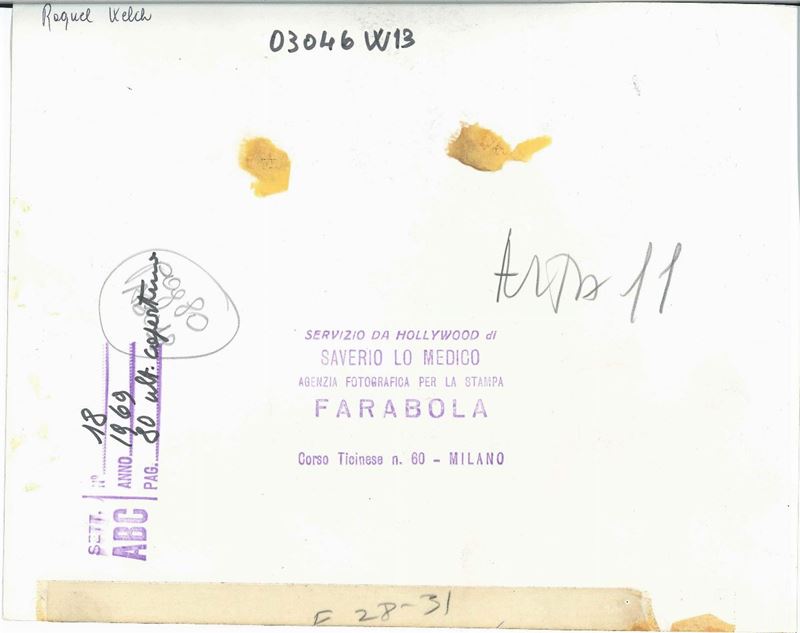 Raquel Welch
03046 W13
11
SERVIZIO DA HOLLYWOOD di
SAVERIO LO MEDICO
AGENZIA FOTOGRAFICA PER LA STAMPA
FARABOLA
Corso Ticinese n. 60 - MILANO
SETT. ABC
N° 18
ANNO 1969
PAG. 80 ult. copertina
F 28-31